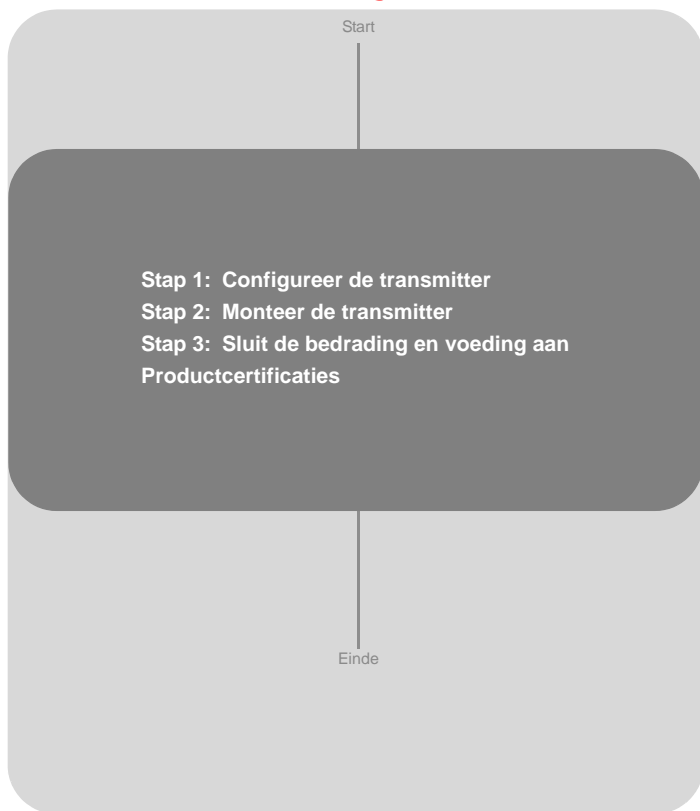 Start
Stap 1: Configureer de transmitter
Stap 2: Monteer de transmitter
Stap 3: Sluit de bedrading en voeding aan
Productcertificaties
Einde